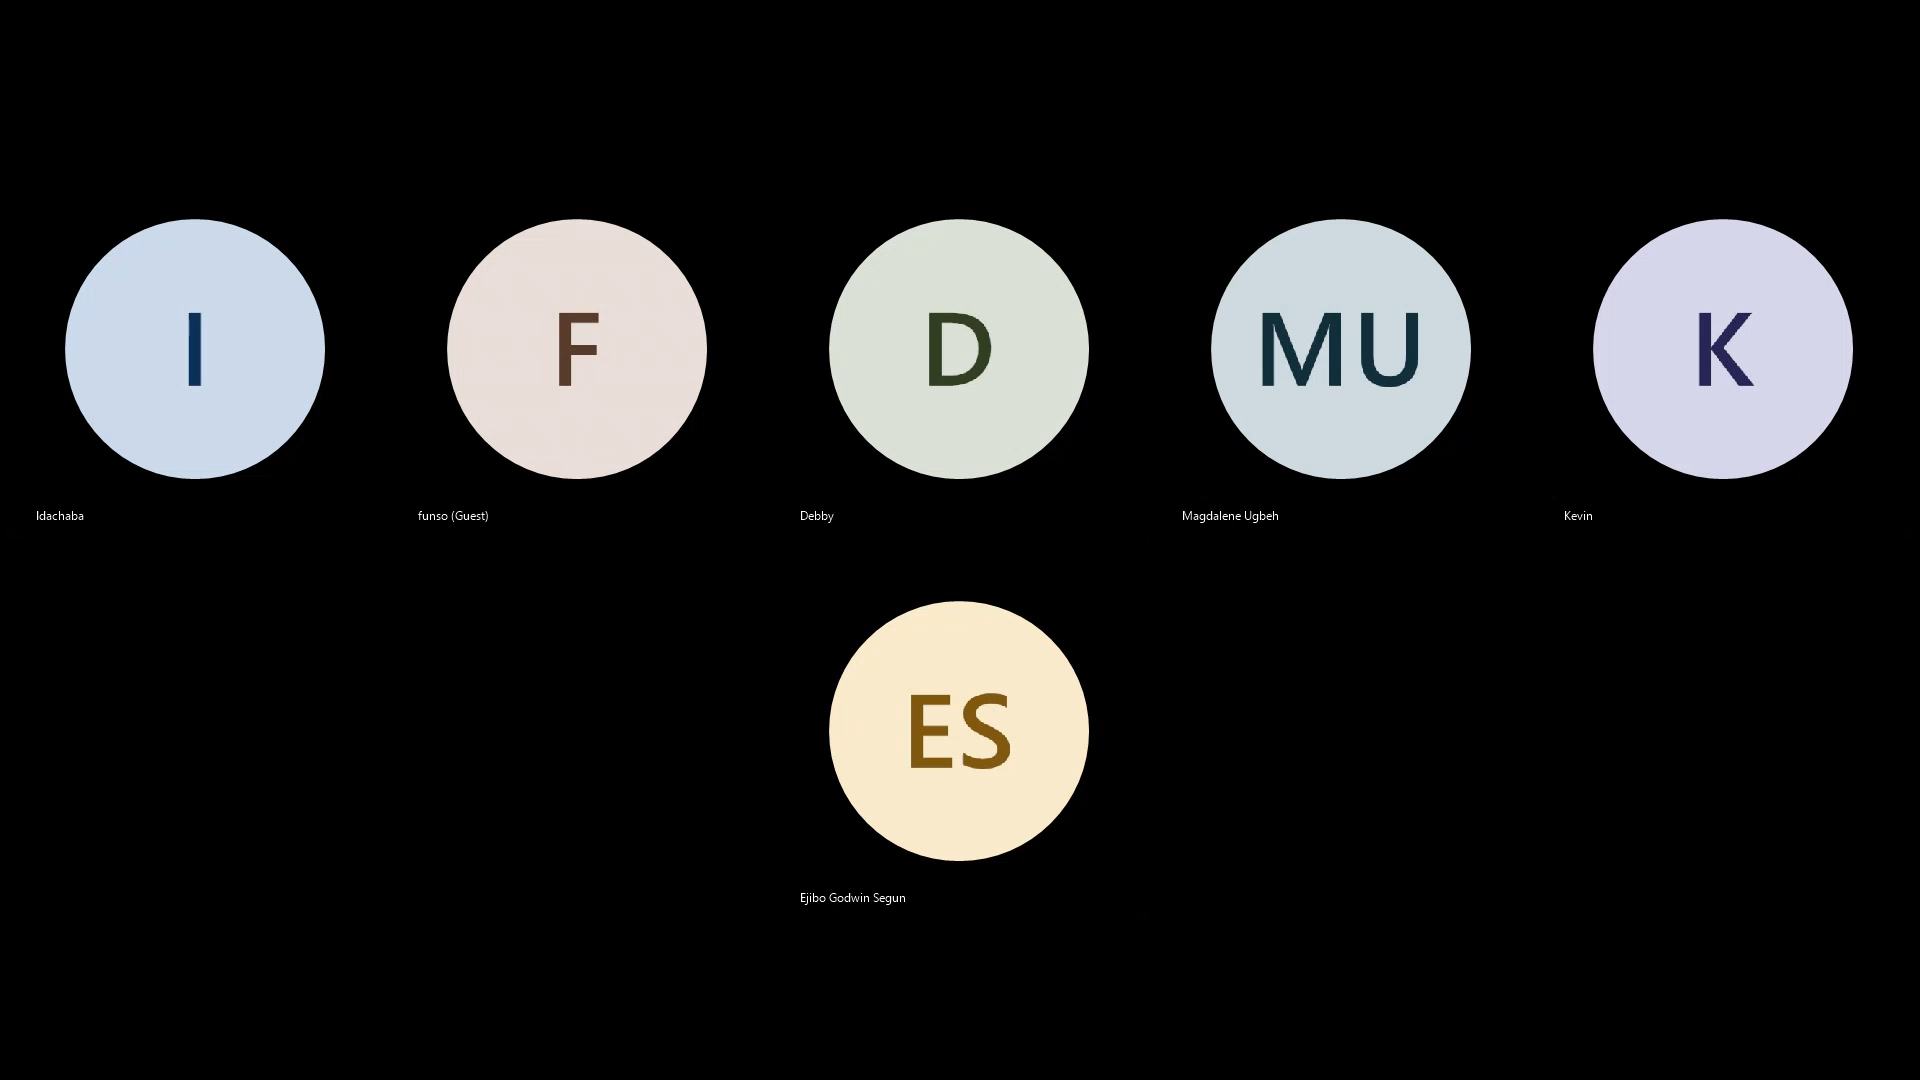 I
F
D
MU
K
Idachaba
funso (Guest)
Debby
Magdalene Ugbeh
Kevin
ES
Ejibo Godwin Segun